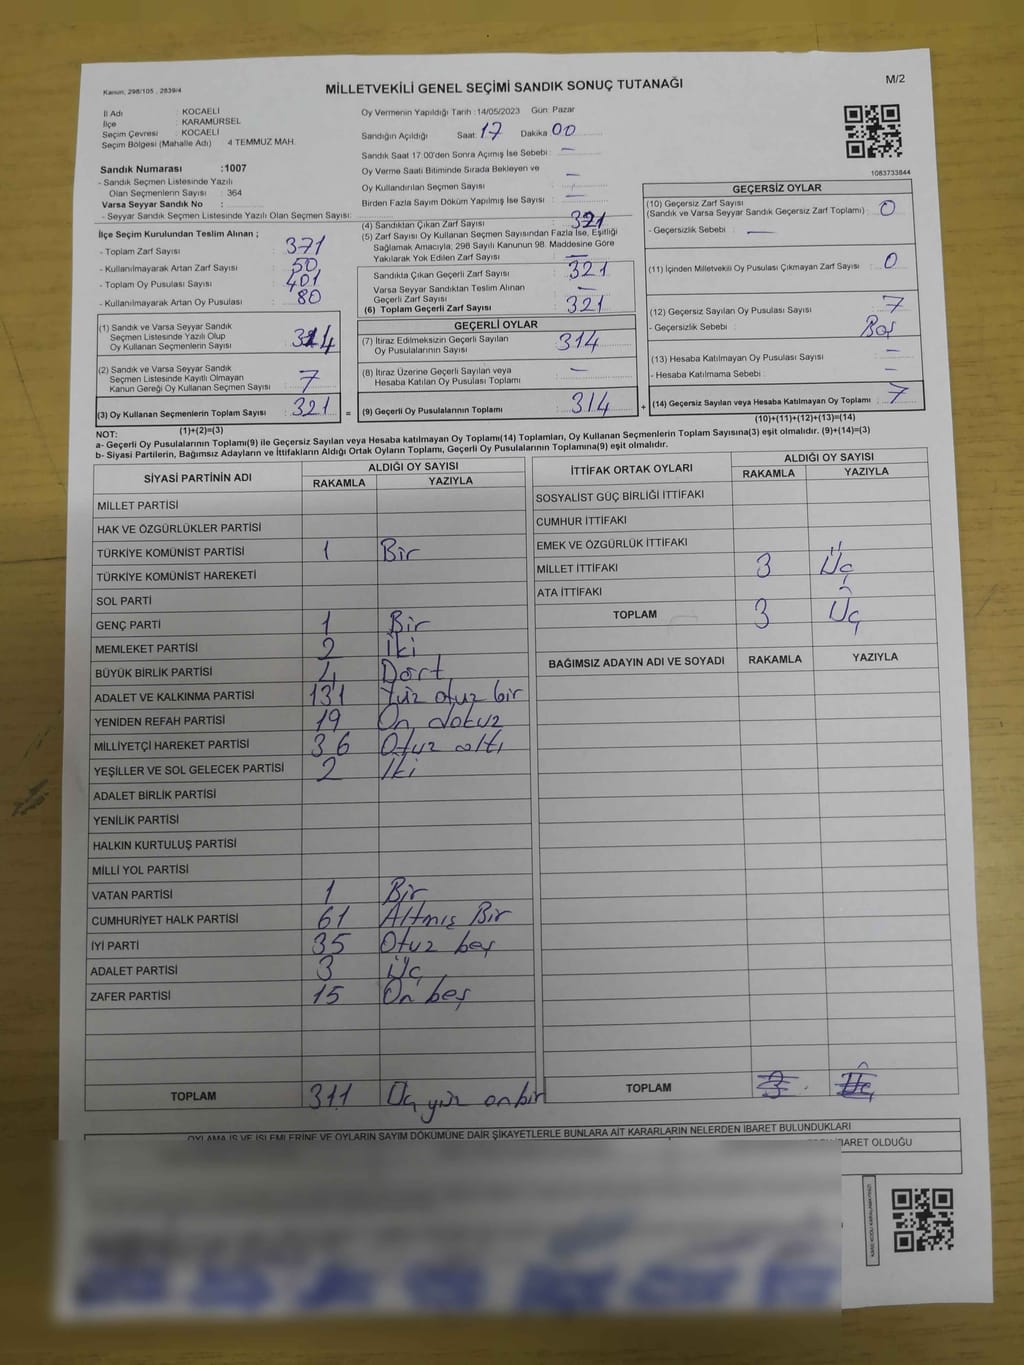 Kanun, 298/105 , 2839/4
MİLLETVEKİLİ GENEL SEÇİMİ SANDIK SONUÇ TUTANAĞI
M/2
İl Adı : KOCAELİ
İlçe : KARAMÜRSEL
Seçim Çevresi : KOCAELİ
Seçim Bölgesi (Mahalle Adı) 4 TEMMUZ MAH.
Sandık Numarası :1007
- Sandık Seçmen Listesinde Yazılı
Olan Seçmenlerin Sayısı : 364
Varsa Seyyar Sandık No :
- Seyyar Sandık Seçmen Listesinde Yazılı Olan Seçmen Sayısı:
Oy Vermenin Yapıldığı Tarih :14/05/2023 Gün: Pazar
Sandığın Açıldığı Saat: 17 Dakika 00
Sandık Saat 17:00'den Sonra Açımış İse Sebebi : —
Oy Verme Saati Bitiminde Sırada Bekleyen ve
Oy Kullandırılan Seçmen Sayısı : —
Birden Fazla Sayım Döküm Yapılmış İse Sayısı : —
1083733844
İlçe Seçim Kurulundan Teslim Alınan ;
- Toplam Zarf Sayısı : 371
- Kullanılmayarak Artan Zarf Sayısı : 50
- Toplam Oy Pusulası Sayısı : 401
- Kullanılmayarak Artan Oy Pusulası : 80
(1) Sandık ve Varsa Seyyar Sandık
Seçmen Listesinde Yazılı Olup
Oy Kullanan Seçmenlerin Sayısı : 314
(2) Sandık ve Varsa Seyyar Sandık
Seçmen Listesinde Kayıtlı Olmayan
Kanun Gereği Oy Kullanan Seçmen Sayısı : 7
(3) Oy Kullanan Seçmenlerin Toplam Sayısı : 321 =
(1)+(2)=(3)
(4) Sandıktan Çıkan Zarf Sayısı : 321
(5) Zarf Sayısı Oy Kullanan Seçmen Sayısından Fazla İse, Eşitliği
Sağlamak Amacıyla; 298 Sayılı Kanunun 98. Maddesine Göre
Yakılarak Yok Edilen Zarf Sayısı : —
Sandıkta Çıkan Geçerli Zarf Sayısı : 321
Varsa Seyyar Sandıktan Teslim Alınan
Geçerli Zarf Sayısı : —
(6) Toplam Geçerli Zarf Sayısı : 321
GEÇERLİ OYLAR
(7) İtiraz Edilmeksizin Geçerli Sayılan
Oy Pusulalarının Sayısı : 314
(8) İtiraz Üzerine Geçerli Sayılan veya
Hesaba Katılan Oy Pusulası Toplamı : —
(9) Geçerli Oy Pusulalarının Toplamı : 314 +
GEÇERSİZ OYLAR
(10) Geçersiz Zarf Sayısı
(Sandık ve Varsa Seyyar Sandık Geçersiz Zarf Toplamı) : 0
- Geçersizlik Sebebi : —
(11) İçinden Milletvekili Oy Pusulası Çıkmayan Zarf Sayısı : 0
(12) Geçersiz Sayılan Oy Pusulası Sayısı : 7
- Geçersizlik Sebebi : Boş
(13) Hesaba Katılmayan Oy Pusulası Sayısı : —
- Hesaba Katılmama Sebebi : —
(14) Geçersiz Sayılan veya Hesaba Katılmayan Oy Toplamı : 7
(10)+(11)+(12)+(13)=(14)
NOT:
a- Geçerli Oy Pusulalarının Toplamı(9) ile Geçersiz Sayılan veya Hesaba katılmayan Oy Toplamı(14) Toplamları, Oy Kullanan Seçmenlerin Toplam Sayısına(3) eşit olmalıdır. (9)+(14)=(3)
b- Siyasi Partilerin, Bağımsız Adayların ve İttifakların Aldığı Ortak Oyların Toplamı, Geçerli Oy Pusulalarının Toplamına(9) eşit olmalıdır.
SİYASİ PARTİNİN ADI ALDIĞI OY SAYISI
RAKAMLA YAZIYLA
MİLLET PARTİSİ
HAK VE ÖZGÜRLÜKLER PARTİSİ
TÜRKİYE KOMÜNİST PARTİSİ 1 Bir
TÜRKİYE KOMÜNİST HAREKETİ
SOL PARTİ
GENÇ PARTİ 1 Bir
MEMLEKET PARTİSİ 2 İki
BÜYÜK BİRLİK PARTİSİ 4 Dört
ADALET VE KALKINMA PARTİSİ 131 Yüz otuz bir
YENİDEN REFAH PARTİSİ 19 On dokuz
MİLLİYETÇİ HAREKET PARTİSİ 36 Otuz altı
YEŞİLLER VE SOL GELECEK PARTİSİ 2 İki
ADALET BİRLİK PARTİSİ
YENİLİK PARTİSİ
HALKIN KURTULUŞ PARTİSİ
MİLLİ YOL PARTİSİ
VATAN PARTİSİ 1 Bir
CUMHURİYET HALK PARTİSİ 61 Altmış Bir
İYİ PARTİ 35 Otuz beş
ADALET PARTİSİ 3 Üç
ZAFER PARTİSİ 15 On beş
TOPLAM 311 Üç yüz onbir
İTTİFAK ORTAK OYLARI ALDIĞI OY SAYISI
RAKAMLA YAZIYLA
SOSYALİST GÜÇ BİRLİĞİ İTTİFAKI
CUMHUR İTTİFAKI
EMEK VE ÖZGÜRLÜK İTTİFAKI
MİLLET İTTİFAKI 3 Üç
ATA İTTİFAKI
TOPLAM 3 Üç
BAĞIMSIZ ADAYIN ADI VE SOYADI RAKAMLA YAZIYLA
TOPLAM 3 Üç
OYLAMA İŞ VE İŞLEMLERİNE VE OYLARIN SAYIM DÖKÜMÜNE DAİR ŞİKAYETLERLE BUNLARA AİT KARARLARIN NELERDEN İBARET BULUNDUKLARI
İBARET OLDUĞU